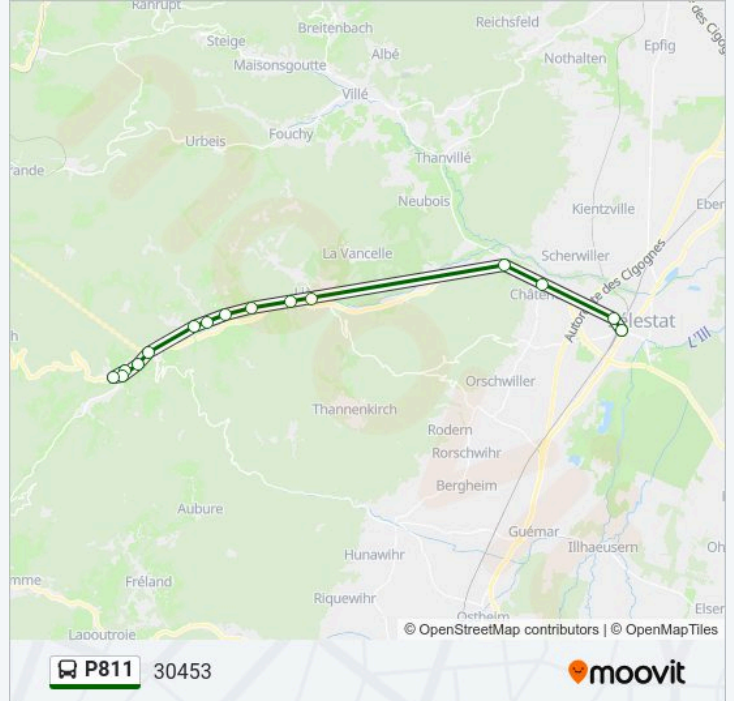 Ranrupt
Breitenbach
Reichsfeld
Steige
Albé
Epfig
Maisonsgoutte
Nothalten
Villé
Urbeis
Fouchy
Thanvillé
Neubois
Kientzville
La Vancelle
Scherwiller
Autoroute des Cigognes
Orschwiller
Thannenkirch
Rodern
Rorschwihr
Bergheim
Aubure
Guémar
Illhaeusern
Hunawihr
Fréland
Riquewihr
Ostheim
Lapoutroie
L'Ill
© OpenStreetMap contributors | © OpenMapTiles
P811 30453
moovit